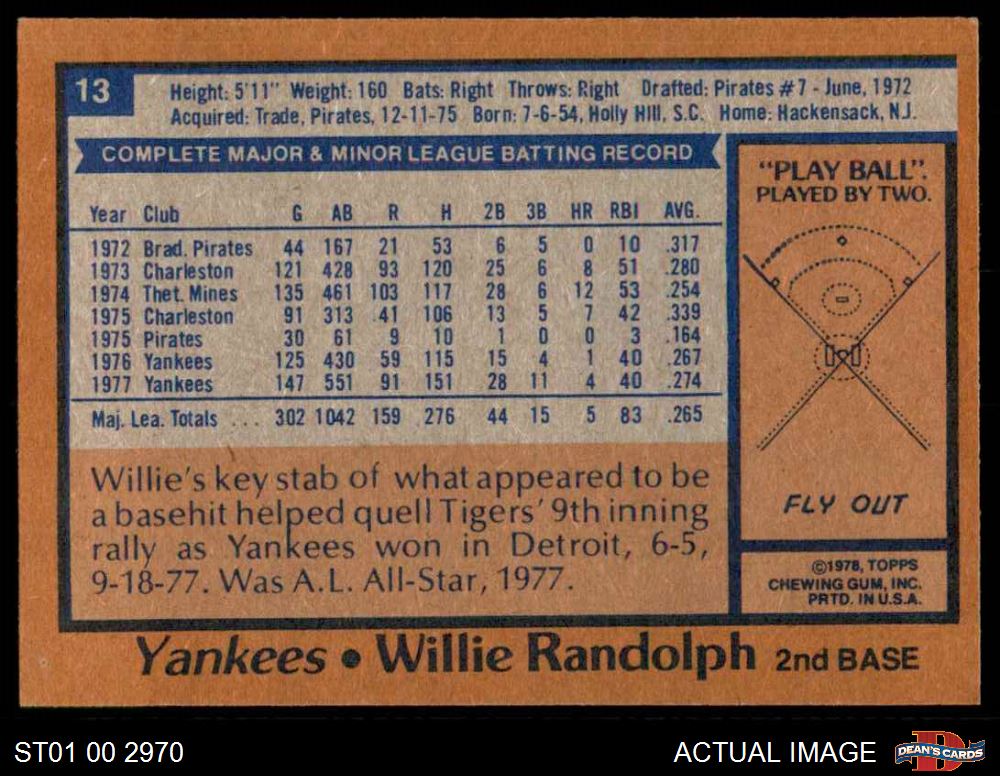 13
Height: 5'11" Weight: 160 Bats: Right Throws: Right Drafted: Pirates #7 - June, 1972
Acquired: Trade, Pirates, 12-11-75 Born: 7-6-54, Holly Hill, S.C. Home: Hackensack, N.J.
COMPLETE MAJOR & MINOR LEAGUE BATTING RECORD
Year Club G AB R H 2B 3B HR RBI AVG.
1972 Brad. Pirates 44 167 21 53 6 5 0 10 .317
1973 Charleston 121 428 93 120 25 6 8 51 .280
1974 Thet. Mines 135 461 103 117 28 6 12 53 .254
1975 Charleston 91 313 41 106 13 5 7 42 .339
1975 Pirates 30 61 9 10 1 0 0 3 .164
1976 Yankees 125 430 59 115 15 4 1 40 .267
1977 Yankees 147 551 91 151 28 11 4 40 .274
Maj. Lea. Totals ... 302 1042 159 276 44 15 5 83 .265
Willie's key stab of what appeared to be
a basehit helped quell Tigers' 9th inning
rally as Yankees won in Detroit, 6-5,
9-18-77. Was A.L. All-Star, 1977.
"PLAY BALL".
PLAYED BY TWO.
FLY OUT
©1978, TOPPS
CHEWING GUM, INC.
PRTD. IN U.S.A.
Yankees • Willie Randolph 2nd BASE
ST01 00 2970
ACTUAL IMAGE
D
DEAN'S CARDS